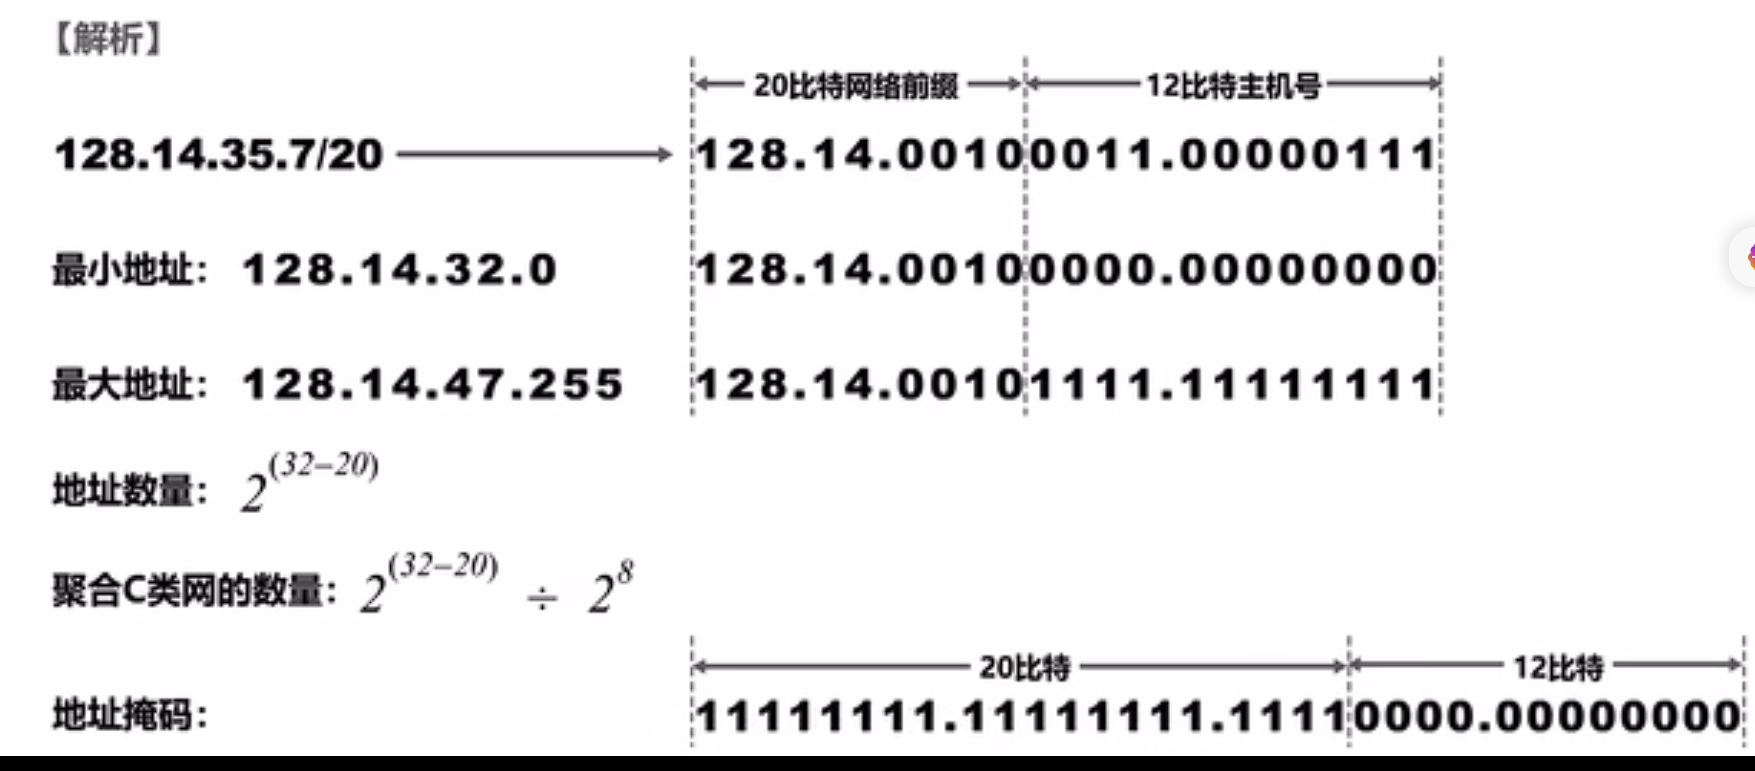 【解析】
20比特网络前缀 12比特主机号
128.14.35.7/20 128.14.00100011.00000111
最小地址: 128.14.32.0 128.14.00100000.00000000
最大地址: 128.14.47.255 128.14.00101111.11111111
地址数量: 2^(32-20)
聚合C类网的数量: 2^(32-20) ÷ 2^8
20比特 12比特
地址掩码: 11111111.11111111.11110000.00000000